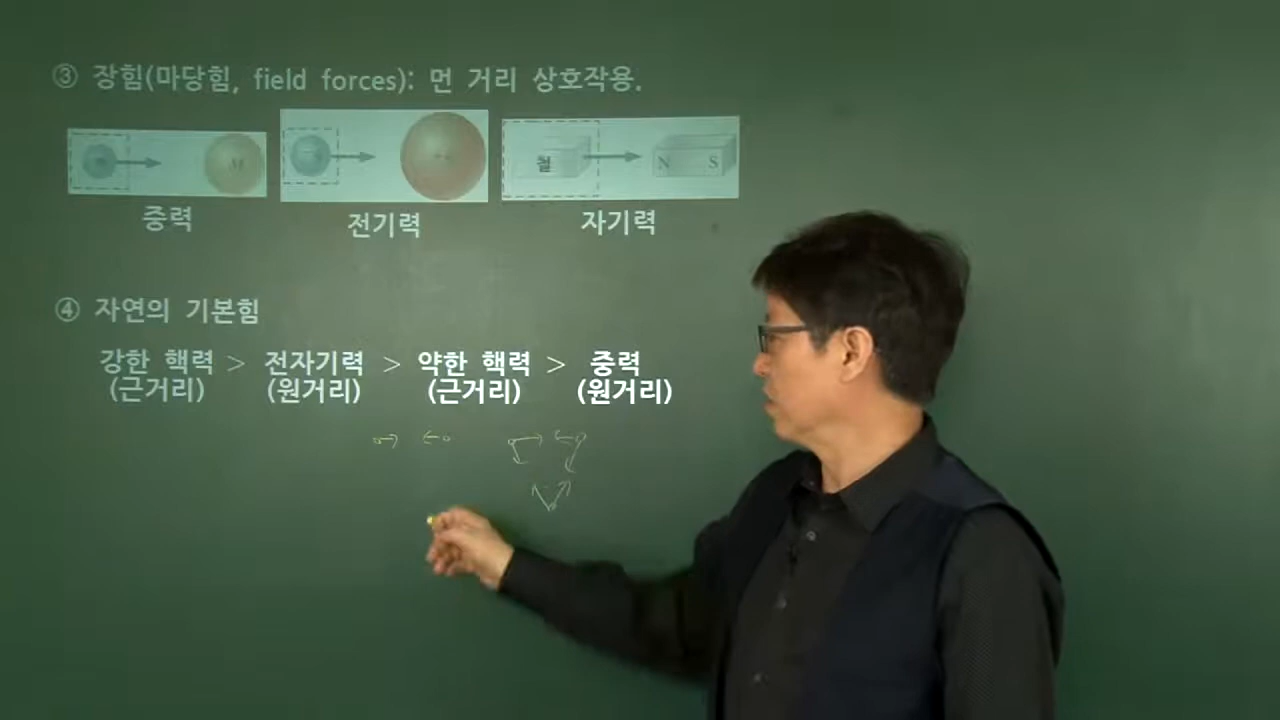 ③ 장힘(마당힘, field forces): 먼 거리 상호작용.
M
철 N S
중력 전기력 자기력
④ 자연의 기본힘
강한 핵력 > 전자기력 > 약한 핵력 > 중력
(근거리) (원거리) (근거리) (원거리)